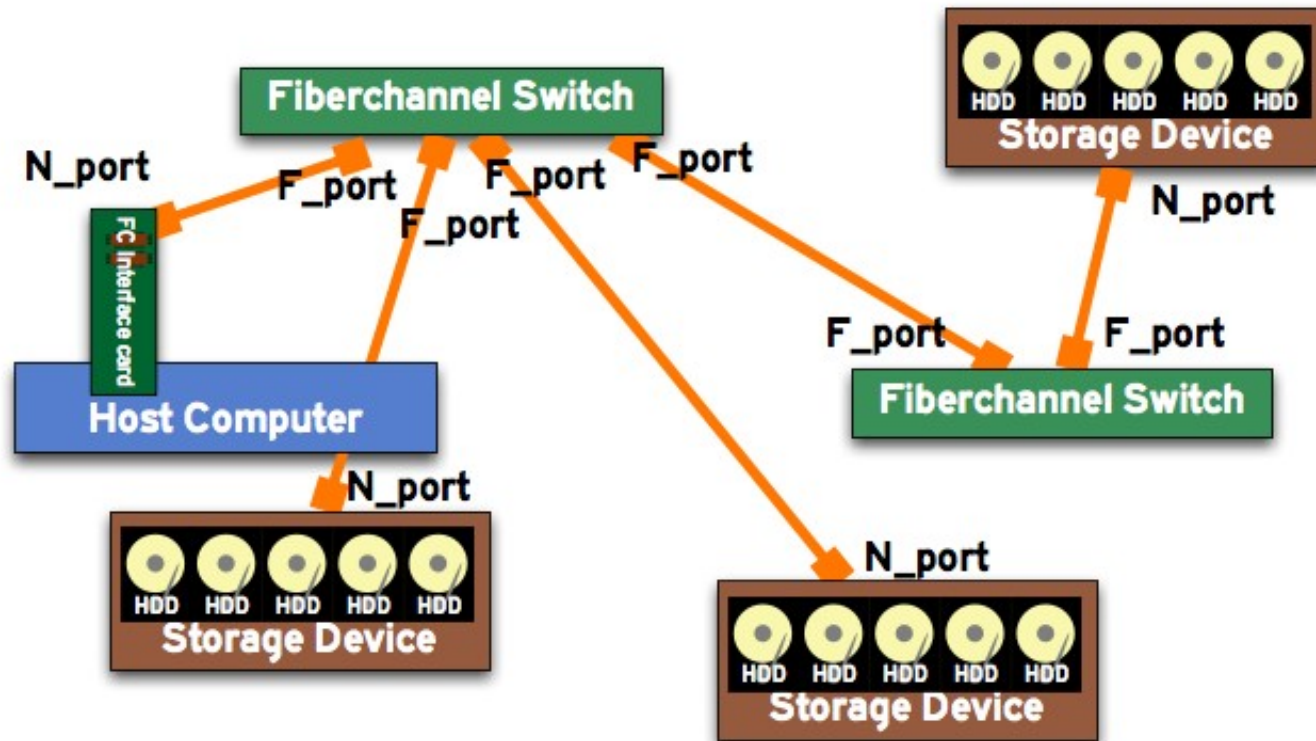 HDD HDD HDD HDD HDD
Storage Device
Fiberchannel Switch
N_port
F_port
F_port
F_port
F_port
N_port
FC Interface card
F_port
F_port
Host Computer
Fiberchannel Switch
N_port
HDD HDD HDD HDD HDD
Storage Device
N_port
HDD HDD HDD HDD HDD
Storage Device